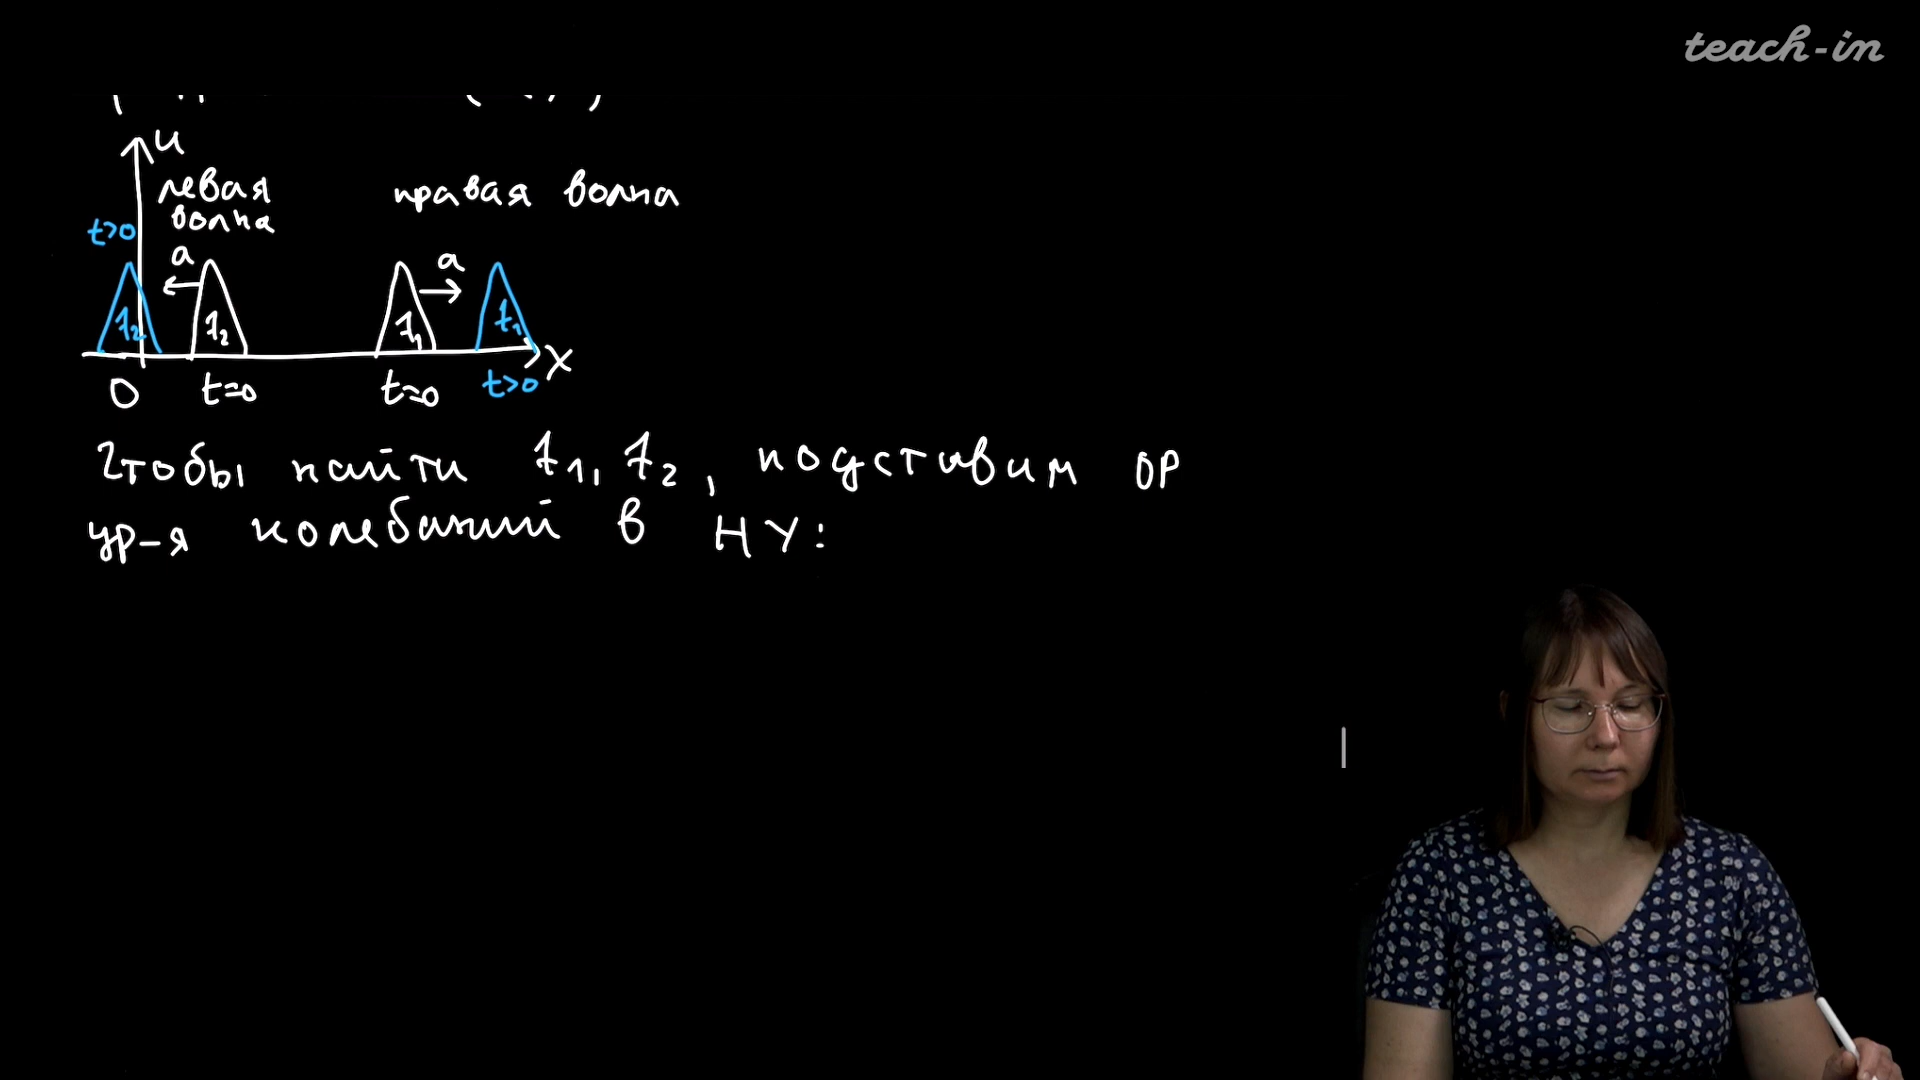 teach-in
u
левая
волна
правая волна
t>0
a
a
f₂ f₂ f₁ f₁
x
0 t=0 t=0 t>0
Чтобы найти f₁, f₂, подставим ОР
ур-я колебаний в НУ: